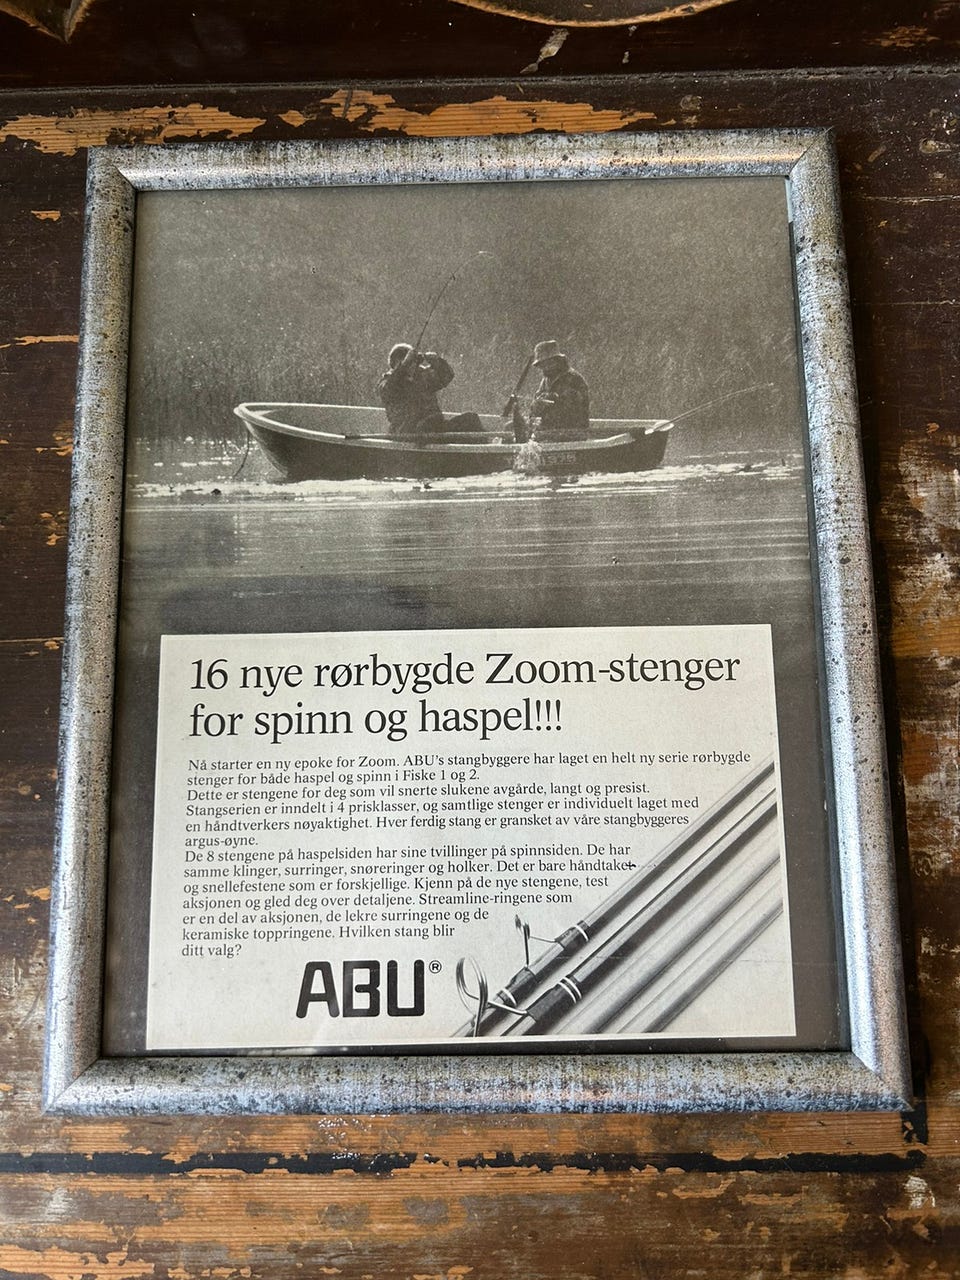 16 nye rørbygde Zoom-stenger
for spinn og haspel!!!
Nå starter en ny epoke for Zoom. ABU's stangbyggere har laget en helt ny serie rørbygde
stenger for både haspel og spinn i Fiske 1 og 2.
Dette er stengene for deg som vil snerte slukene avgårde, langt og presist.
Stangserien er inndelt i 4 prisklasser, og samtlige stenger er individuelt laget med
en håndtverkers nøyaktighet. Hver ferdig stang er gransket av våre stangbyggeres
argus-øyne.
De 8 stengene på haspelsiden har sine tvillinger på spinnsiden. De har
samme klinger, surringer, snøreringer og holker. Det er bare håndtaket
og snellefestene som er forskjellige. Kjenn på de nye stengene, test
aksjonen og gled deg over detaljene. Streamline-ringene som
er en del av aksjonen, de lekre surringene og de
keramiske toppringene. Hvilken stang blir
ditt valg?
ABU®